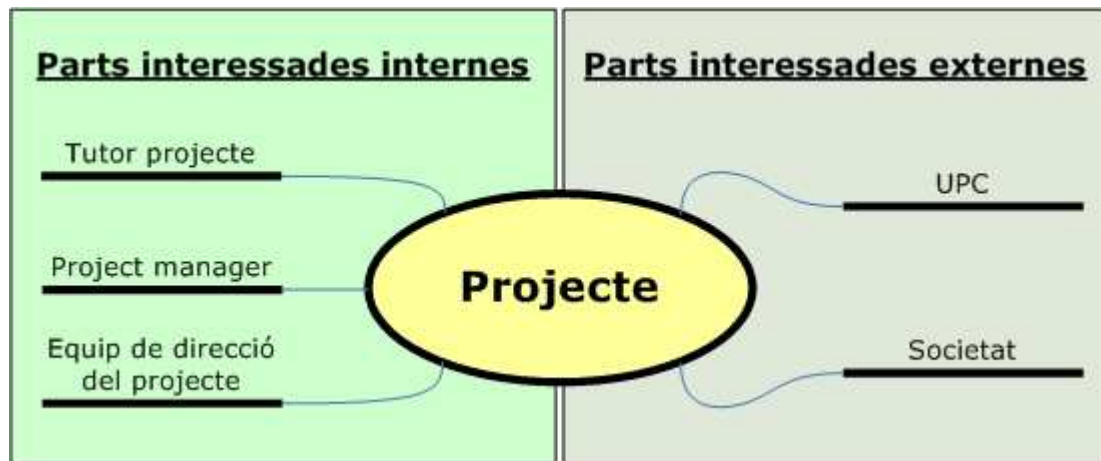 Parts interessades internes
Tutor projecte
Project manager
Equip de direcció
del projecte
Projecte
Parts interessades externes
UPC
Societat